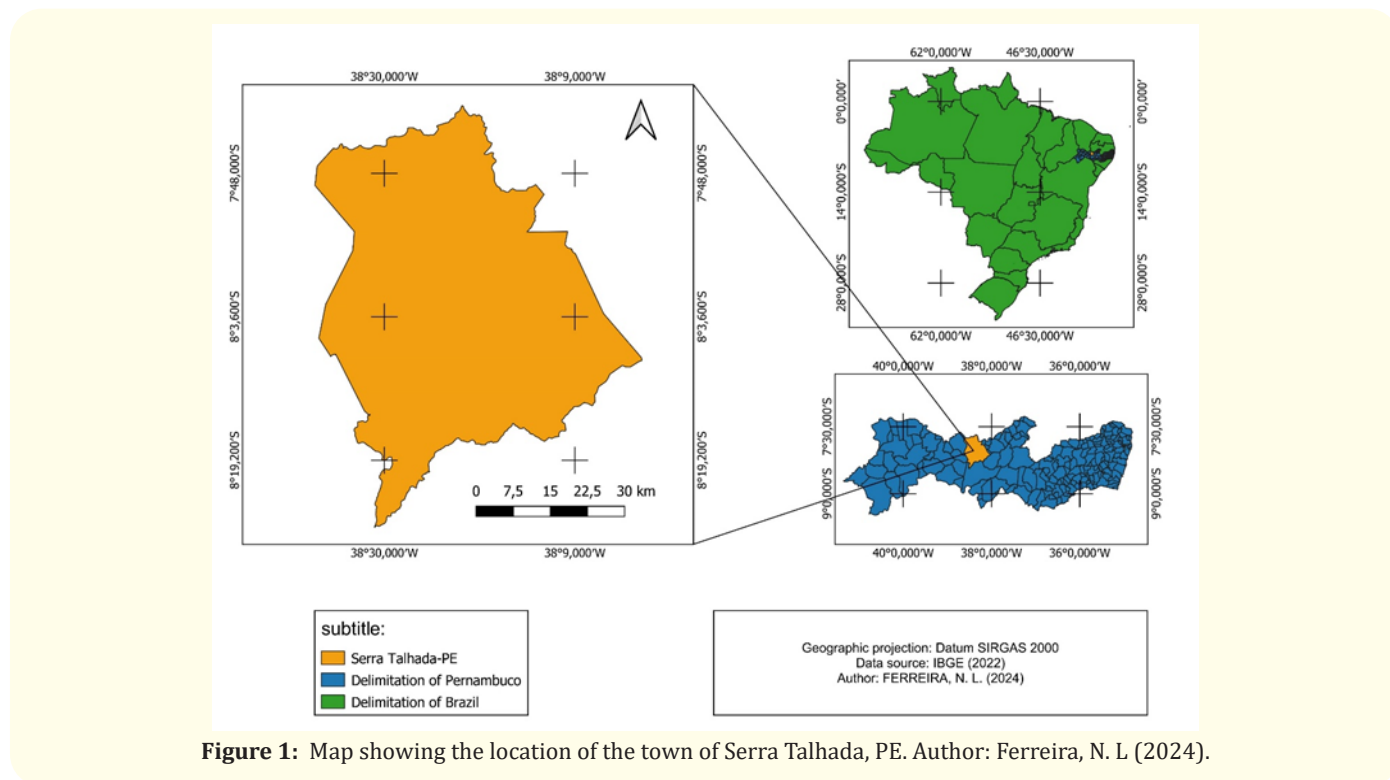 38°30,000′W 38°9,000′W
7°48,000′S 7°48,000′S
8°3,600′S 8°3,600′S
8°19,200′S 8°19,200′S
0 7,5 15 22,5 30 km
38°30,000′W 38°9,000′W
62°0,000′W 46°30,000′W
0°0,000′ 0°0,000′
14°0,000′S 14°0,000′S
28°0,000′S 28°0,000′S
62°0,000′W 46°30,000′W
40°0,000′W 38°0,000′W 36°0,000′W
7°30,000′S 7°30,000′S
9°0,000′S 9°0,000′S
40°0,000′W 38°0,000′W 36°0,000′W
subtitle:
Serra Talhada-PE
Delimitation of Pernambuco
Delimitation of Brazil
Geographic projection: Datum SIRGAS 2000
Data source: IBGE (2022)
Author: FERREIRA, N. L. (2024)
Figure 1: Map showing the location of the town of Serra Talhada, PE. Author: Ferreira, N. L (2024).